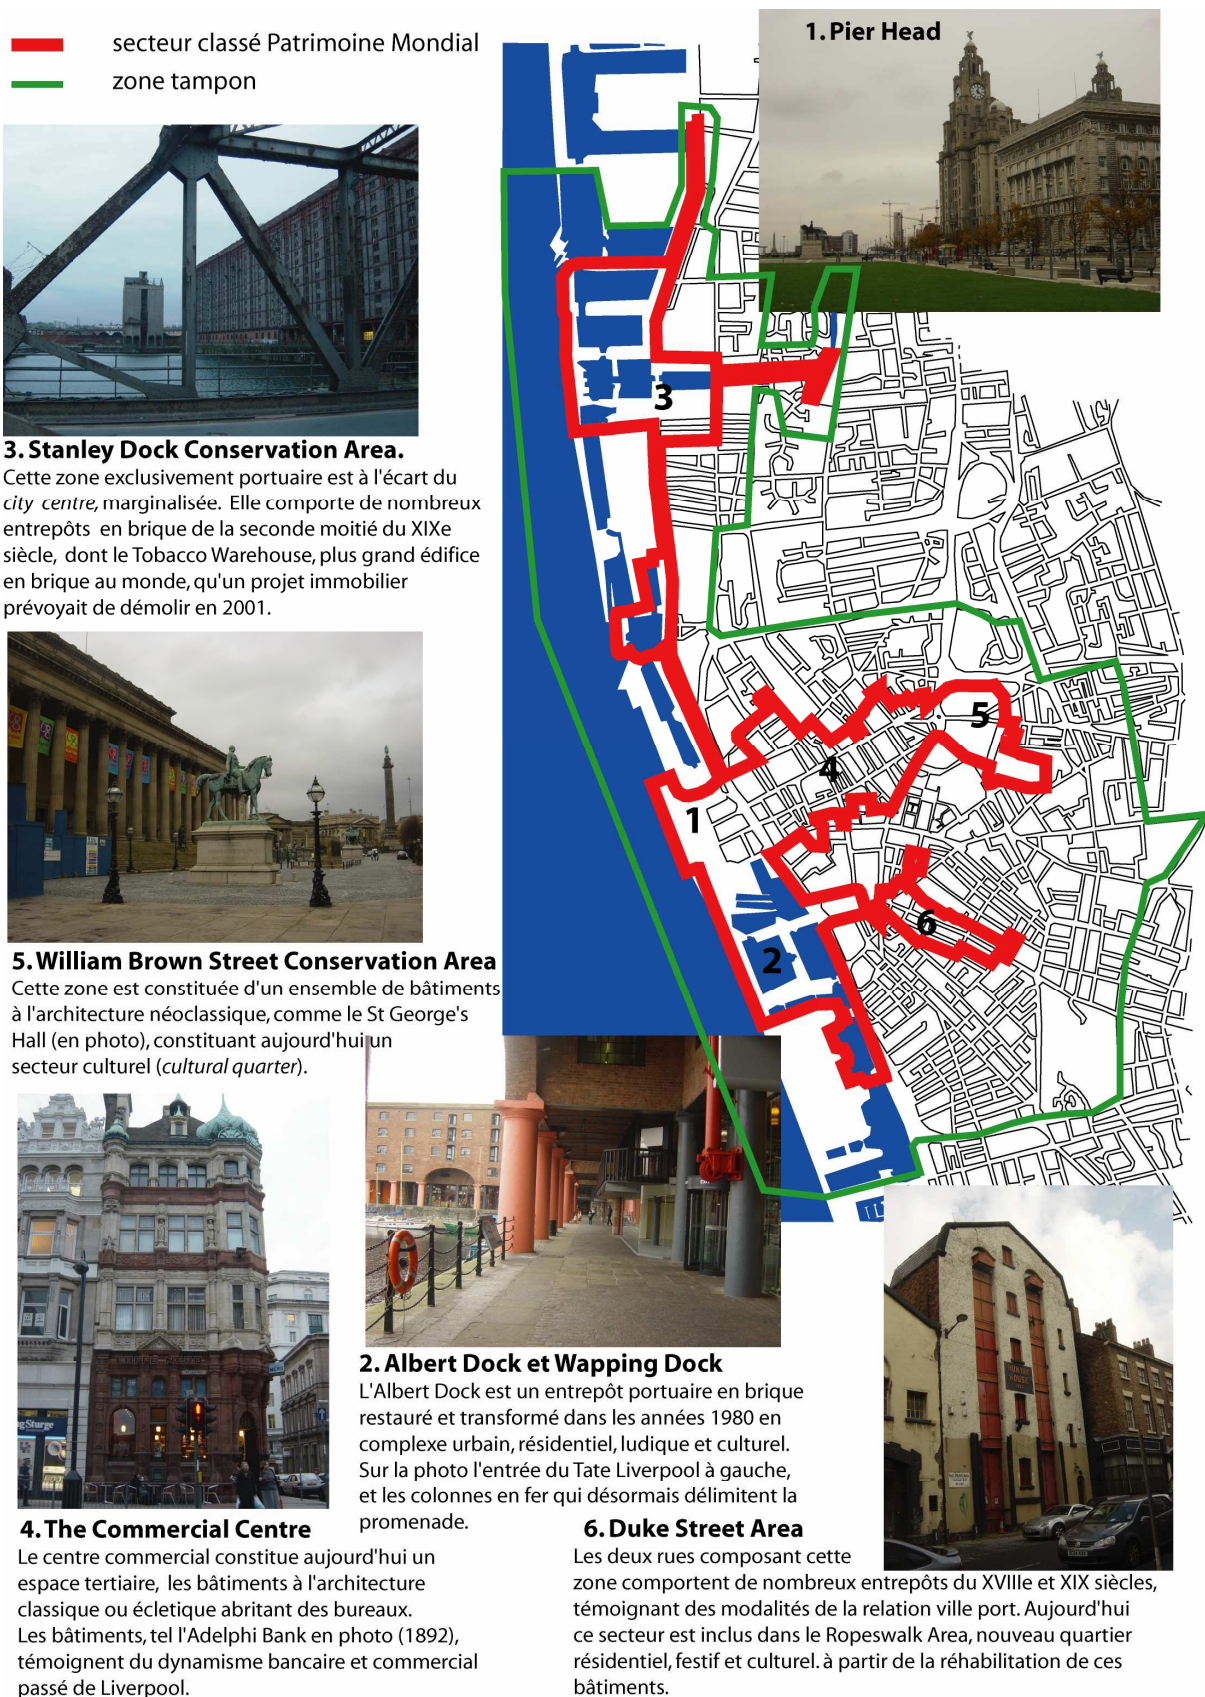 secteur classé Patrimoine Mondial
zone tampon
1. Pier Head
3
5
4
1
6
2
3. Stanley Dock Conservation Area.
Cette zone exclusivement portuaire est à l'écart du
city centre, marginalisée. Elle comporte de nombreux
entrepôts en brique de la seconde moitié du XIXe
siècle, dont le Tobacco Warehouse, plus grand édifice
en brique au monde, qu'un projet immobilier
prévoyait de démolir en 2001.
5. William Brown Street Conservation Area
Cette zone est constituée d'un ensemble de bâtiments
à l'architecture néoclassique, comme le St George's
Hall (en photo), constituant aujourd'hui un
secteur culturel (cultural quarter).
2. Albert Dock et Wapping Dock
L'Albert Dock est un entrepôt portuaire en brique
restauré et transformé dans les années 1980 en
complexe urbain, résidentiel, ludique et culturel.
Sur la photo l'entrée du Tate Liverpool à gauche,
et les colonnes en fer qui désormais délimitent la
promenade.
4. The Commercial Centre
Le centre commercial constitue aujourd'hui un
espace tertiaire, les bâtiments à l'architecture
classique ou écletique abritant des bureaux.
Les bâtiments, tel l'Adelphi Bank en photo (1892),
témoignent du dynamisme bancaire et commercial
passé de Liverpool.
6. Duke Street Area
Les deux rues composant cette
zone comportent de nombreux entrepôts du XVIIIe et XIX siècles,
témoignant des modalités de la relation ville port. Aujourd'hui
ce secteur est inclus dans le Ropeswalk Area, nouveau quartier
résidentiel, festif et culturel. à partir de la réhabilitation de ces
bâtiments.